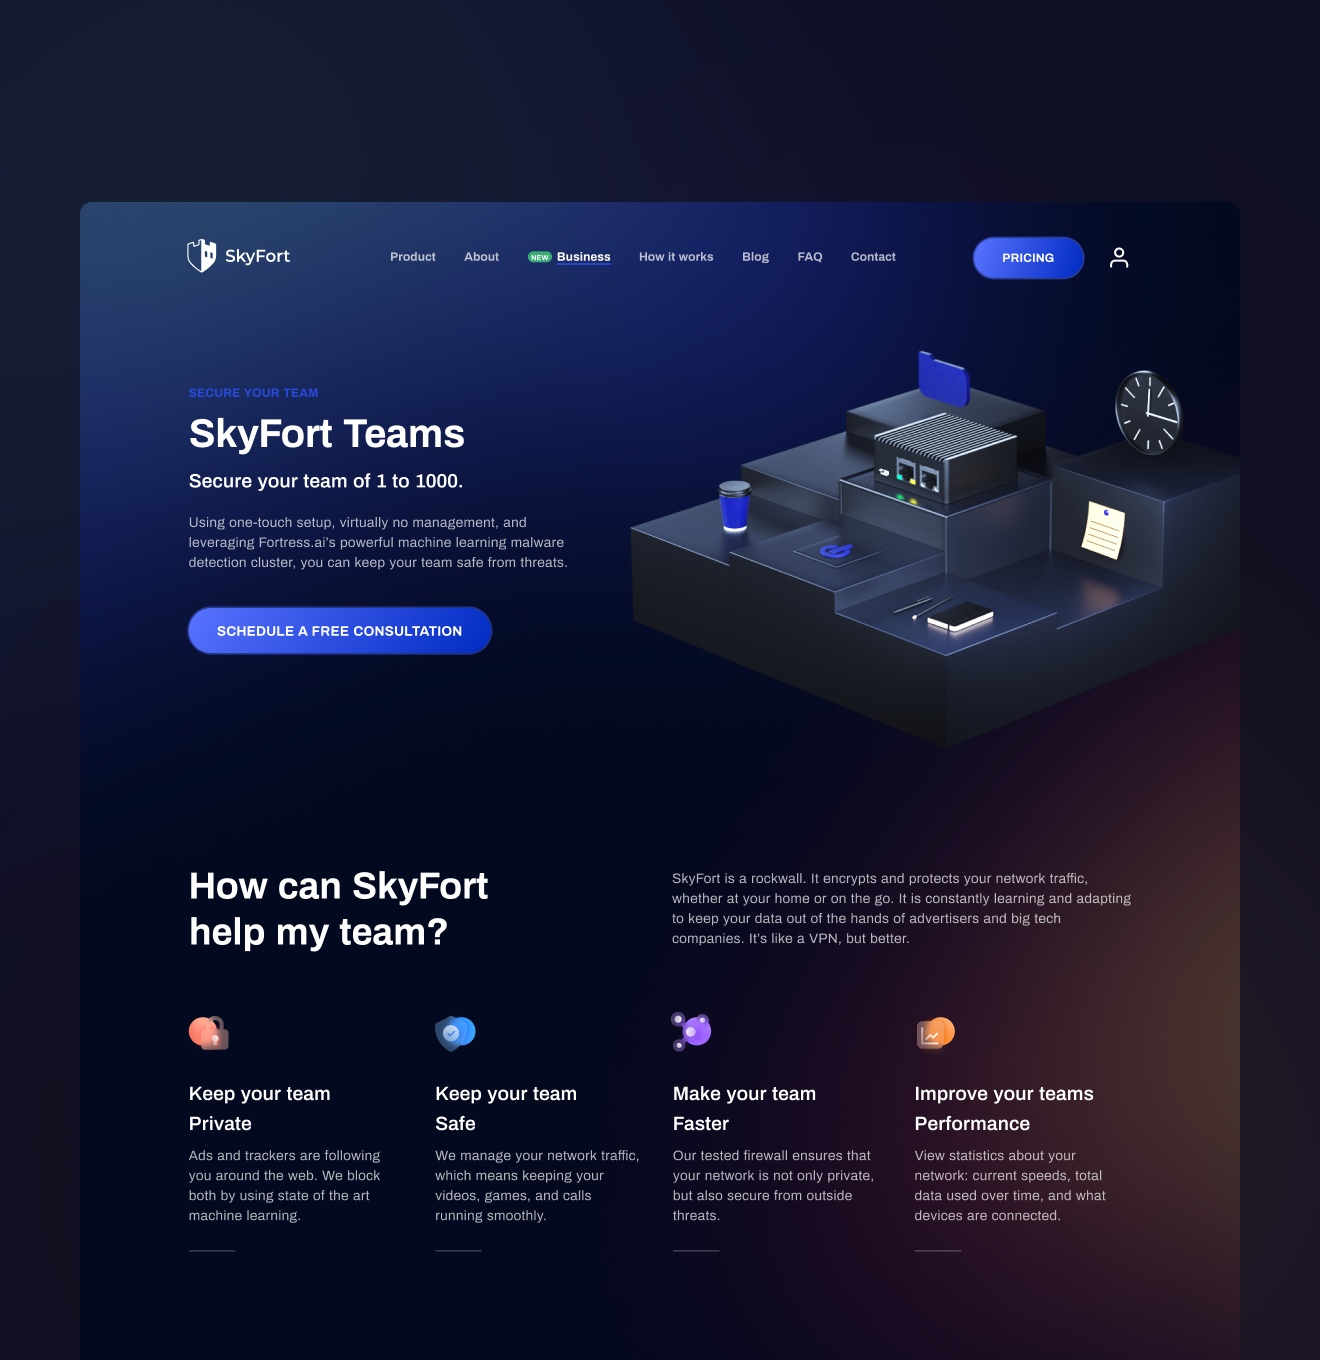 SkyFort
Product
About
NEW Business
How it works
Blog
FAQ
Contact
PRICING
SECURE YOUR TEAM
SkyFort Teams
Secure your team of 1 to 1000.
Using one-touch setup, virtually no management, and
leveraging Fortress.ai’s powerful machine learning malware
detection cluster, you can keep your team safe from threats.
SCHEDULE A FREE CONSULTATION
How can SkyFort
help my team?
SkyFort is a rockwall. It encrypts and protects your network traffic,
whether at your home or on the go. It is constantly learning and adapting
to keep your data out of the hands of advertisers and big tech
companies. It’s like a VPN, but better.
Keep your team
Private
Ads and trackers are following
you around the web. We block
both by using state of the art
machine learning.
Keep your team
Safe
We manage your network traffic,
which means keeping your
videos, games, and calls
running smoothly.
Make your team
Faster
Our tested firewall ensures that
your network is not only private,
but also secure from outside
threats.
Improve your teams
Performance
View statistics about your
network: current speeds, total
data used over time, and what
devices are connected.